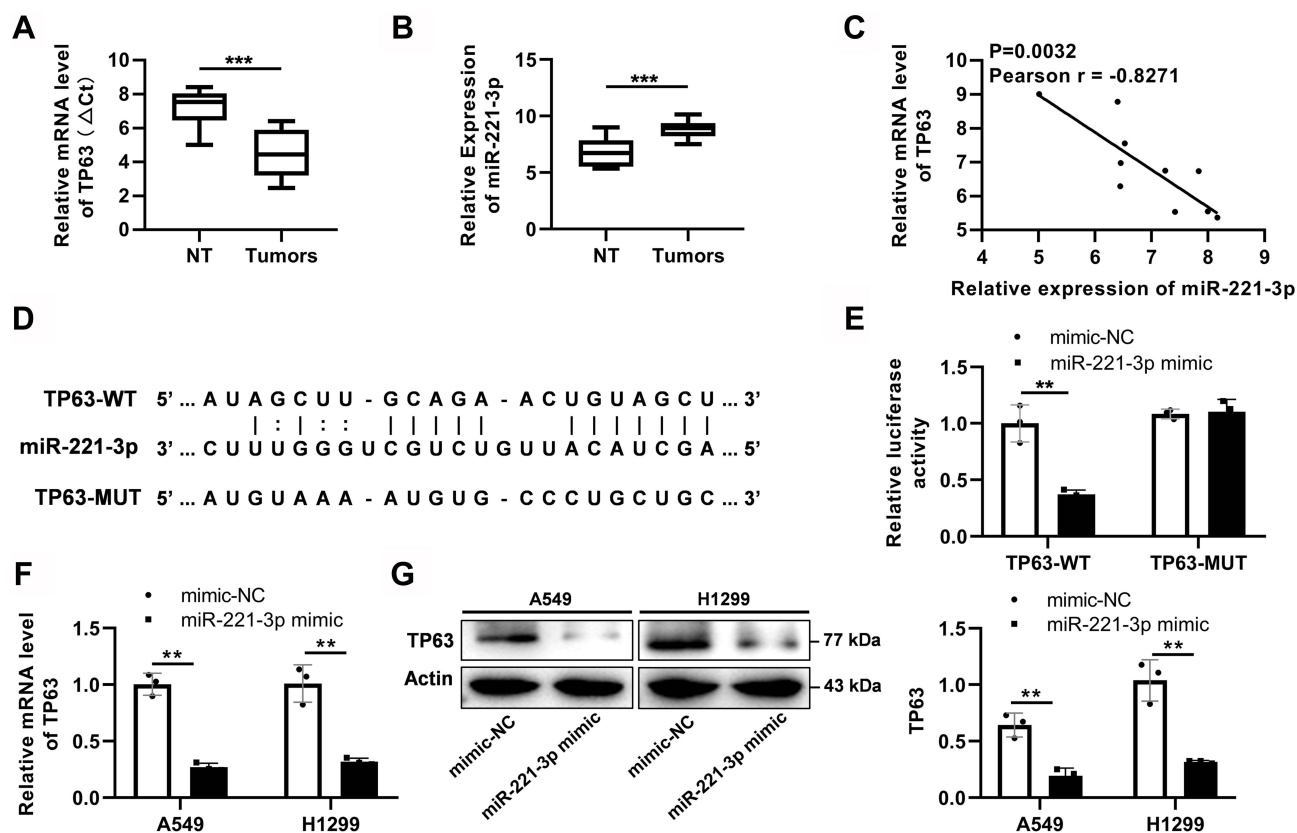 A
Relative mRNA level
of TP63 (△Ct)
10
8
6
4
2
0
***
NT
Tumors
B
Relative Expression
of miR-221-3p
15
10
5
0
***
NT
Tumors
C
P=0.0032
Pearson r = -0.8271
Relative mRNA level
of TP63
10
9
8
7
6
5
4
5
6
7
8
9
Relative expression of miR-221-3p
D
TP63-WT 5’ ... A U A G C U U - G C A G A - A C U G U A G C U ... 3’
miR-221-3p 3’ ... C U U U G G G U C G U C U G U U A C A U C G A ... 5’
TP63-MUT 5’ ... A U G U A A A - A U G U G - C C C U G C U G C ... 3’
E
mimic-NC
miR-221-3p mimic
Relative luciferase
activity
1.5
1.0
0.5
0.0
**
TP63-WT
TP63-MUT
F
mimic-NC
miR-221-3p mimic
Relative mRNA level
of TP63
1.5
1.0
0.5
0.0
**
**
A549
H1299
G
A549
H1299
TP63
77 kDa
Actin
43 kDa
mimic-NC
miR-221-3p mimic
mimic-NC
miR-221-3p mimic
mimic-NC
miR-221-3p mimic
TP63
1.5
1.0
0.5
0.0
**
**
A549
H1299